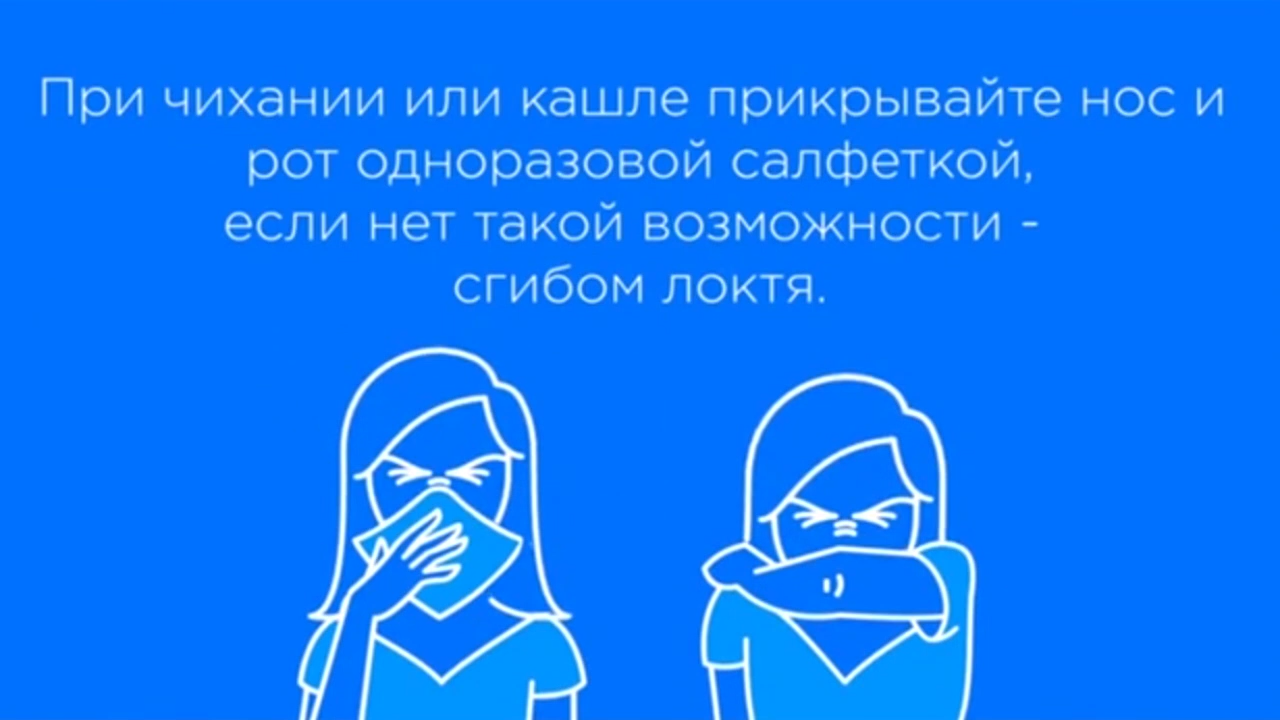 При чихании или кашле прикрывайте нос и
рот одноразовой салфеткой,
если нет такой возможности -
сгибом локтя.